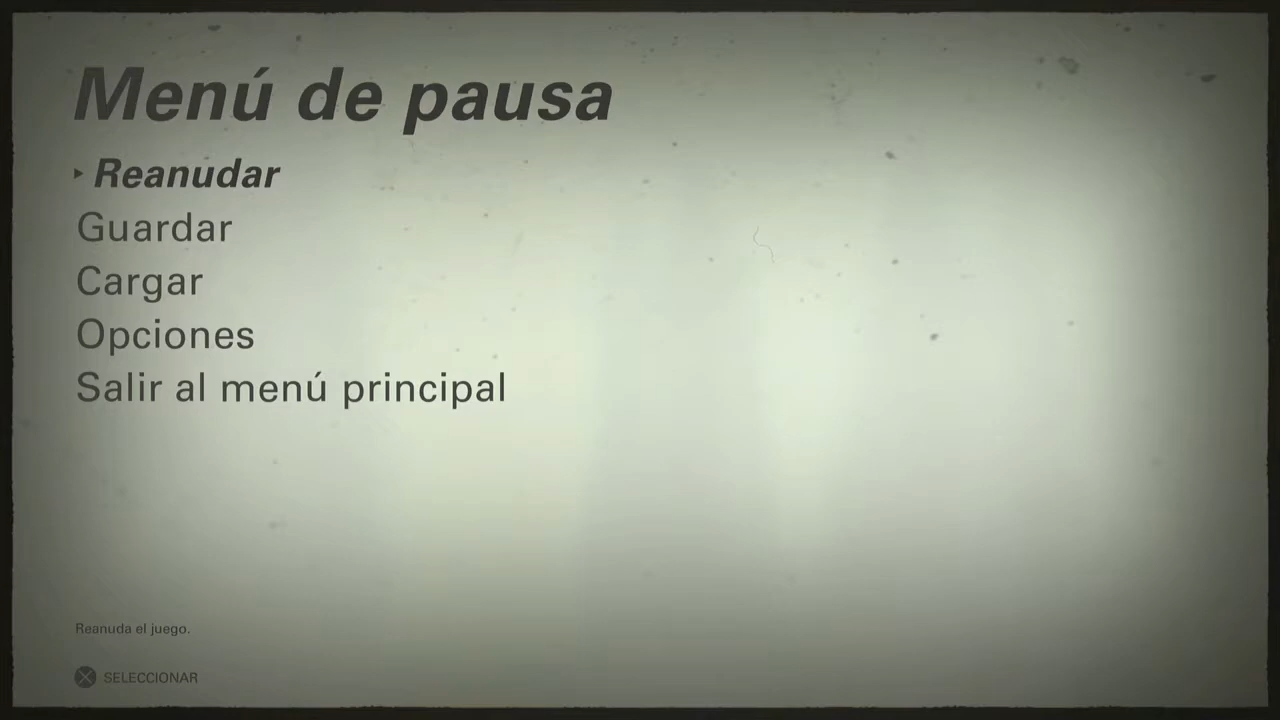 Menú de pausa
Reanudar
Guardar
Cargar
Opciones
Salir al menú principal
Reanuda el juego.
SELECCIONAR